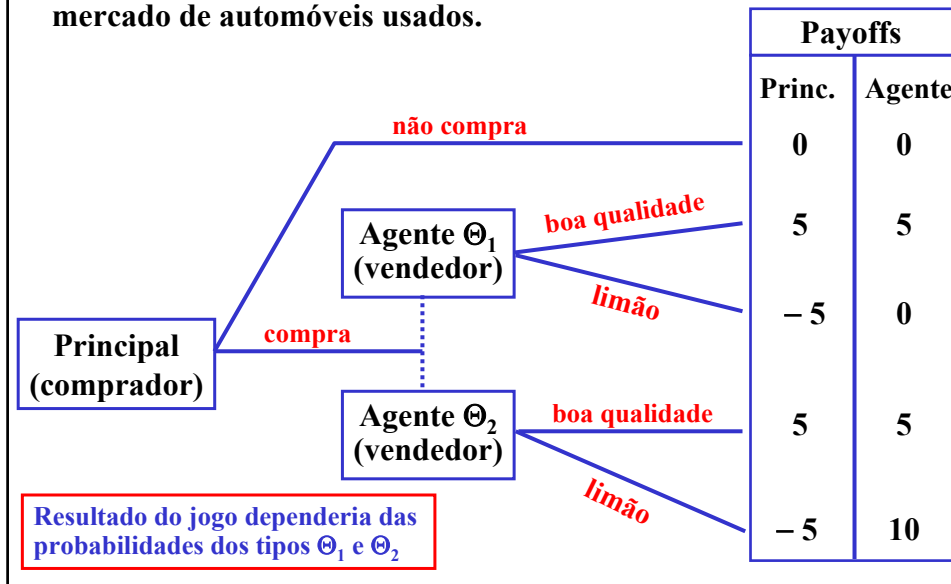 mercado de automóveis usados.
Payoffs
Princ. Agente
não compra
0 0
Agente Θ₁
(vendedor)
boa qualidade
5 5
limão
– 5 0
Principal
(comprador)
compra
Agente Θ₂
(vendedor)
boa qualidade
5 5
limão
– 5 10
Resultado do jogo dependeria das
probabilidades dos tipos Θ₁ e Θ₂